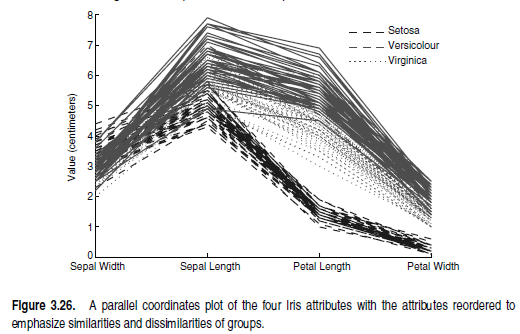 8
7
6
5
4
3
2
1
0
Value (centimeters)
Setosa
Versicolour
Virginica
Sepal Width Sepal Length Petal Length Petal Width
Figure 3.26. A parallel coordinates plot of the four Iris attributes with the attributes reordered to
emphasize similarities and dissimilarities of groups.